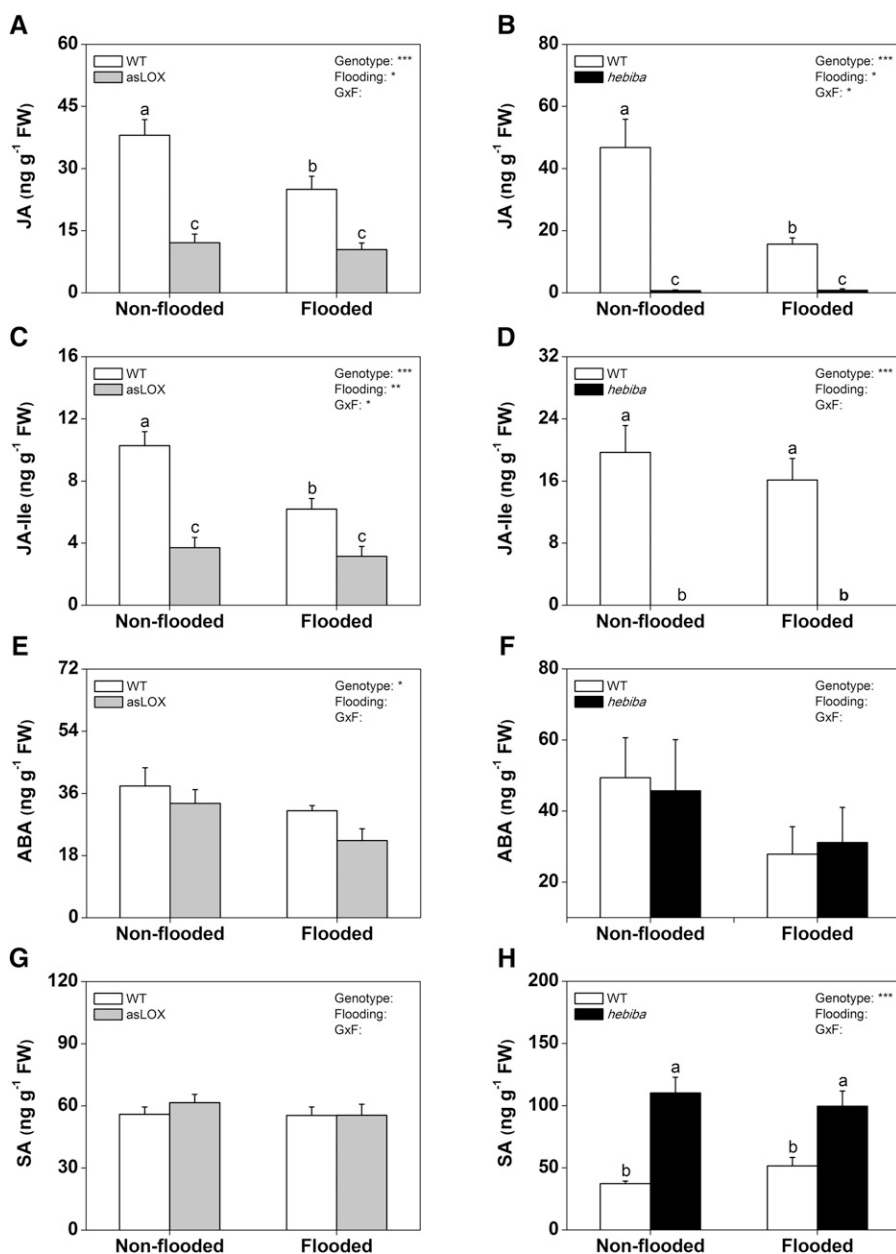 A
60
45
30
15
0
JA (ng g⁻¹ FW)
WT
asLOX
Genotype: ***
Flooding: *
GxF:
a
c
b
c
Non-flooded Flooded
B
80
60
40
20
0
JA (ng g⁻¹ FW)
WT
hebiba
Genotype: ***
Flooding: *
GxF: *
a
c
b
c
Non-flooded Flooded
C
16
12
8
4
0
JA-Ile (ng g⁻¹ FW)
WT
asLOX
Genotype: ***
Flooding: **
GxF: *
a
c
b
c
Non-flooded Flooded
D
32
24
16
8
0
JA-Ile (ng g⁻¹ FW)
WT
hebiba
Genotype: ***
Flooding:
GxF:
a
b
a
b
Non-flooded Flooded
E
72
54
36
18
0
ABA (ng g⁻¹ FW)
WT
asLOX
Genotype: *
Flooding:
GxF:
Non-flooded Flooded
F
80
60
40
20
ABA (ng g⁻¹ FW)
WT
hebiba
Genotype:
Flooding:
GxF:
Non-flooded Flooded
G
120
90
60
30
0
SA (ng g⁻¹ FW)
WT
asLOX
Genotype:
Flooding:
GxF:
Non-flooded Flooded
H
200
150
100
50
0
SA (ng g⁻¹ FW)
WT
hebiba
Genotype: ***
Flooding:
GxF:
b
a
b
a
Non-flooded Flooded